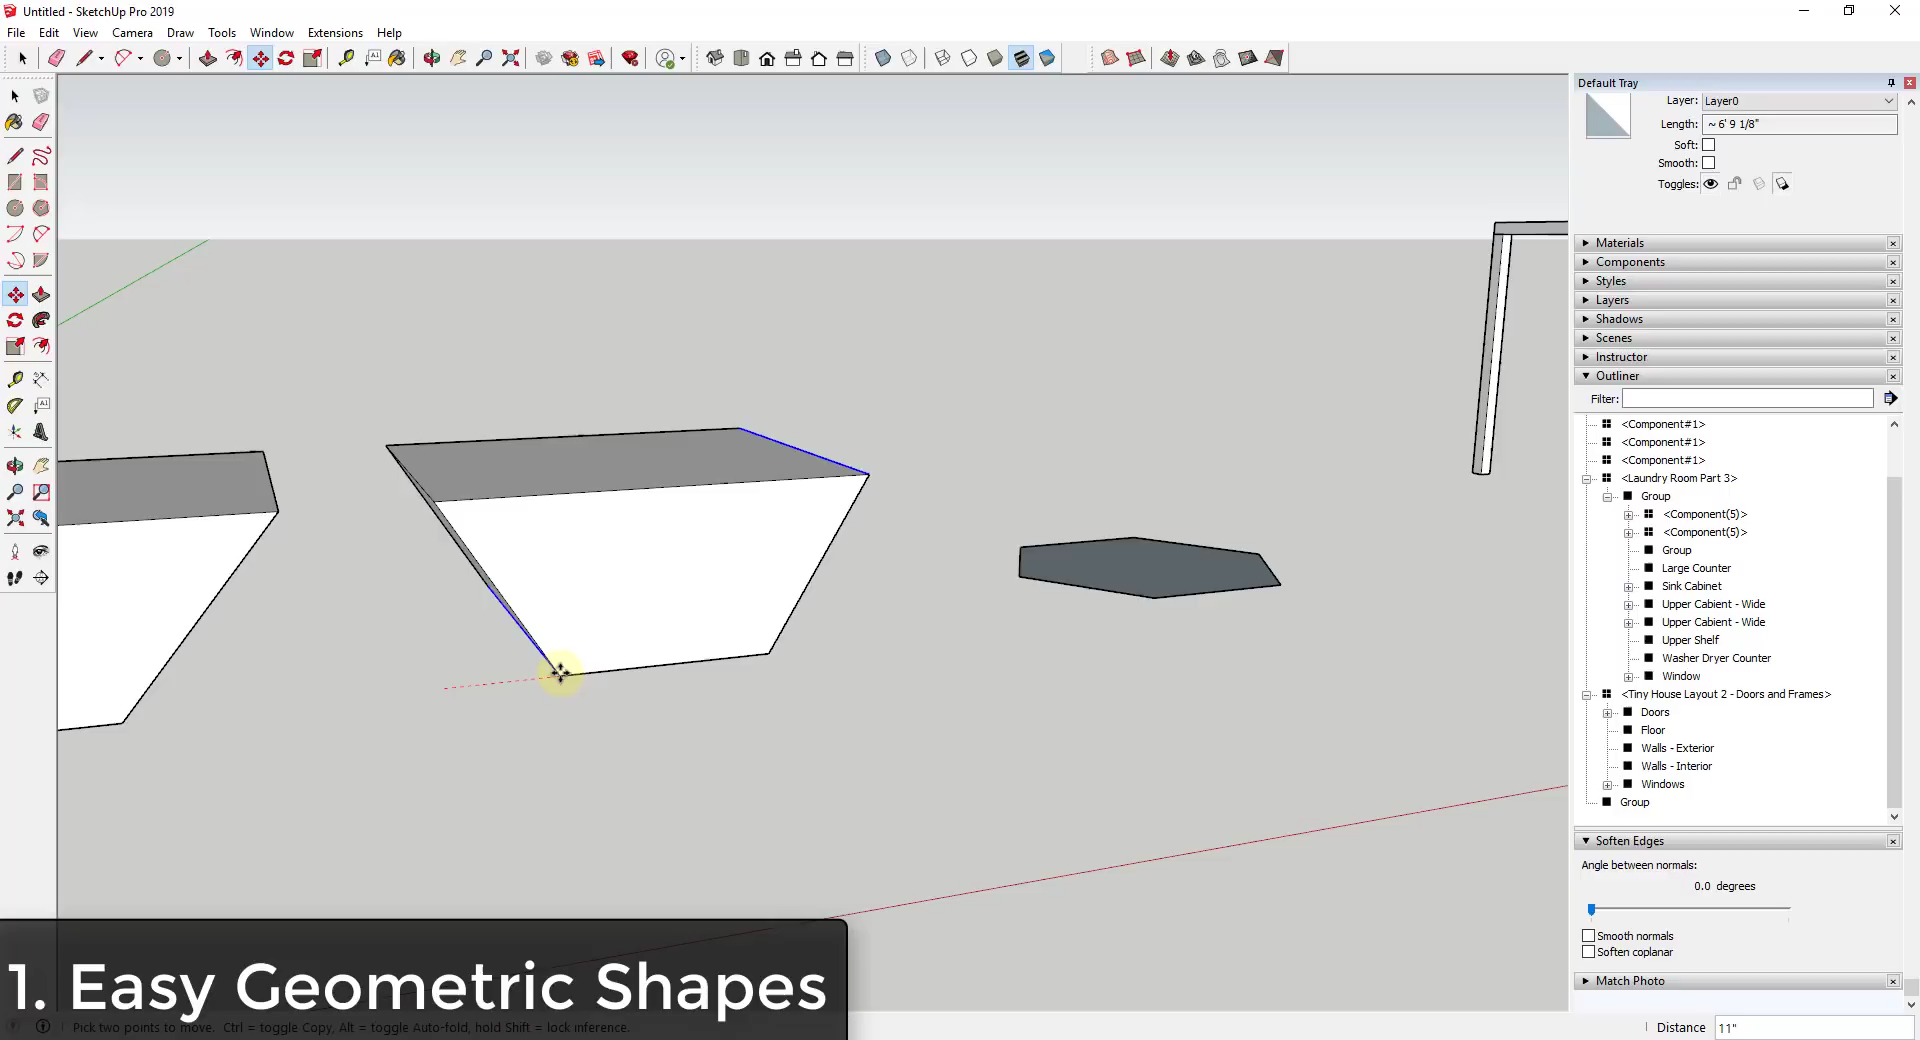 Untitled - SketchUp Pro 2019
File Edit View Camera Draw Tools Window Extensions Help
Default Tray
Layer: Layer0
Length: ~ 6' 9 1/8"
Soft:
Smooth:
Toggles:
Materials
Components
Styles
Layers
Shadows
Scenes
Instructor
Outliner
Filter:
<Component#1>
<Component#1>
<Component#1>
<Laundry Room Part 3>
Group
<Component(5)>
<Component(5)>
Group
Large Counter
Sink Cabinet
Upper Cabient - Wide
Upper Cabient - Wide
Upper Shelf
Washer Dryer Counter
Window
<Tiny House Layout 2 - Doors and Frames>
Doors
Floor
Walls - Exterior
Walls - Interior
Windows
Group
Soften Edges
Angle between normals:
0.0 degrees
Smooth normals
Soften coplanar
Match Photo
1. Easy Geometric Shapes
Pick two points to move. Ctrl = toggle Copy, Alt = toggle Auto-fold, hold Shift = lock inference.
Distance 11"